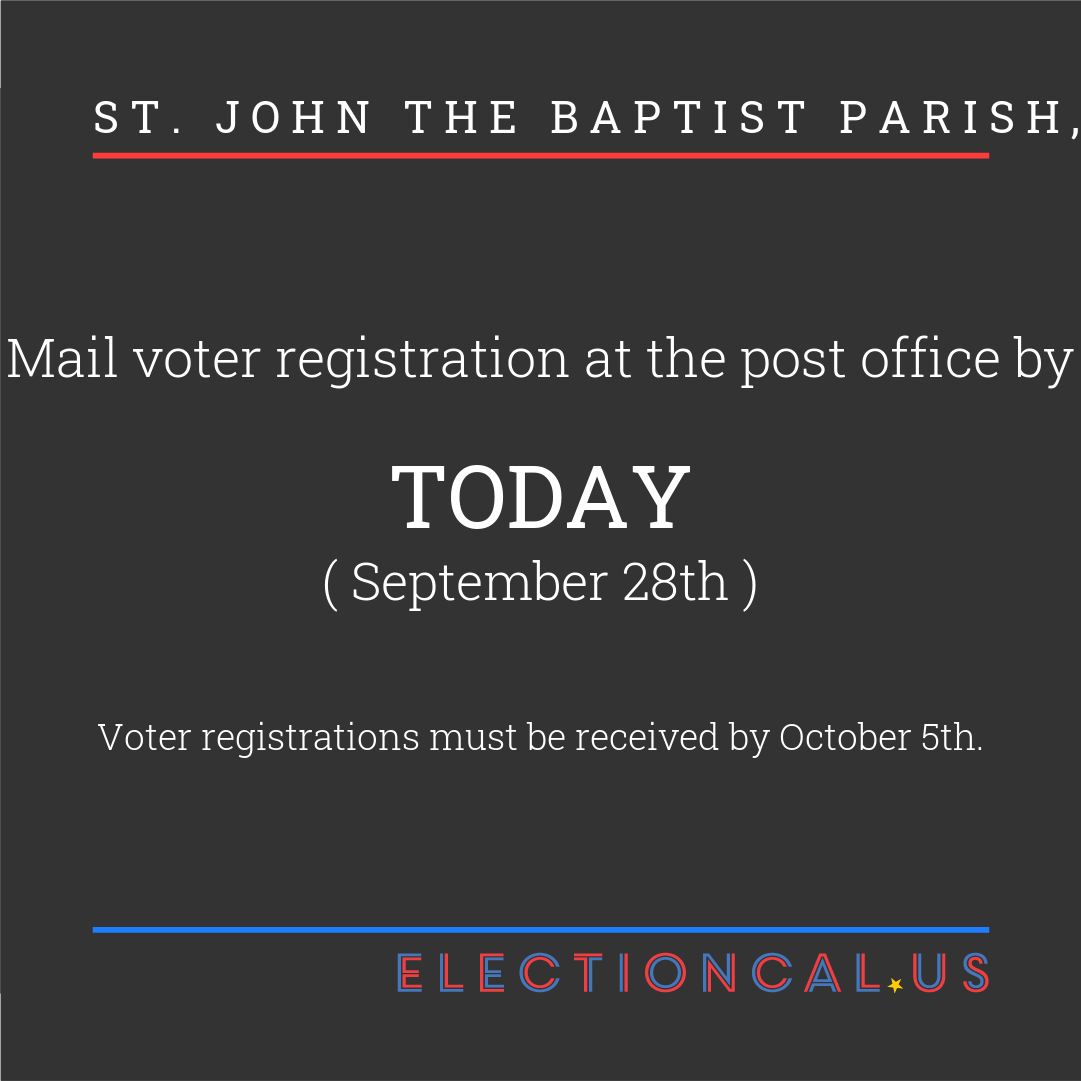 ST. JOHN THE BAPTIST PARISH,
Mail voter registration at the post office by
TODAY
( September 28th )
Voter registrations must be received by October 5th.
ELECTIONCAL.US